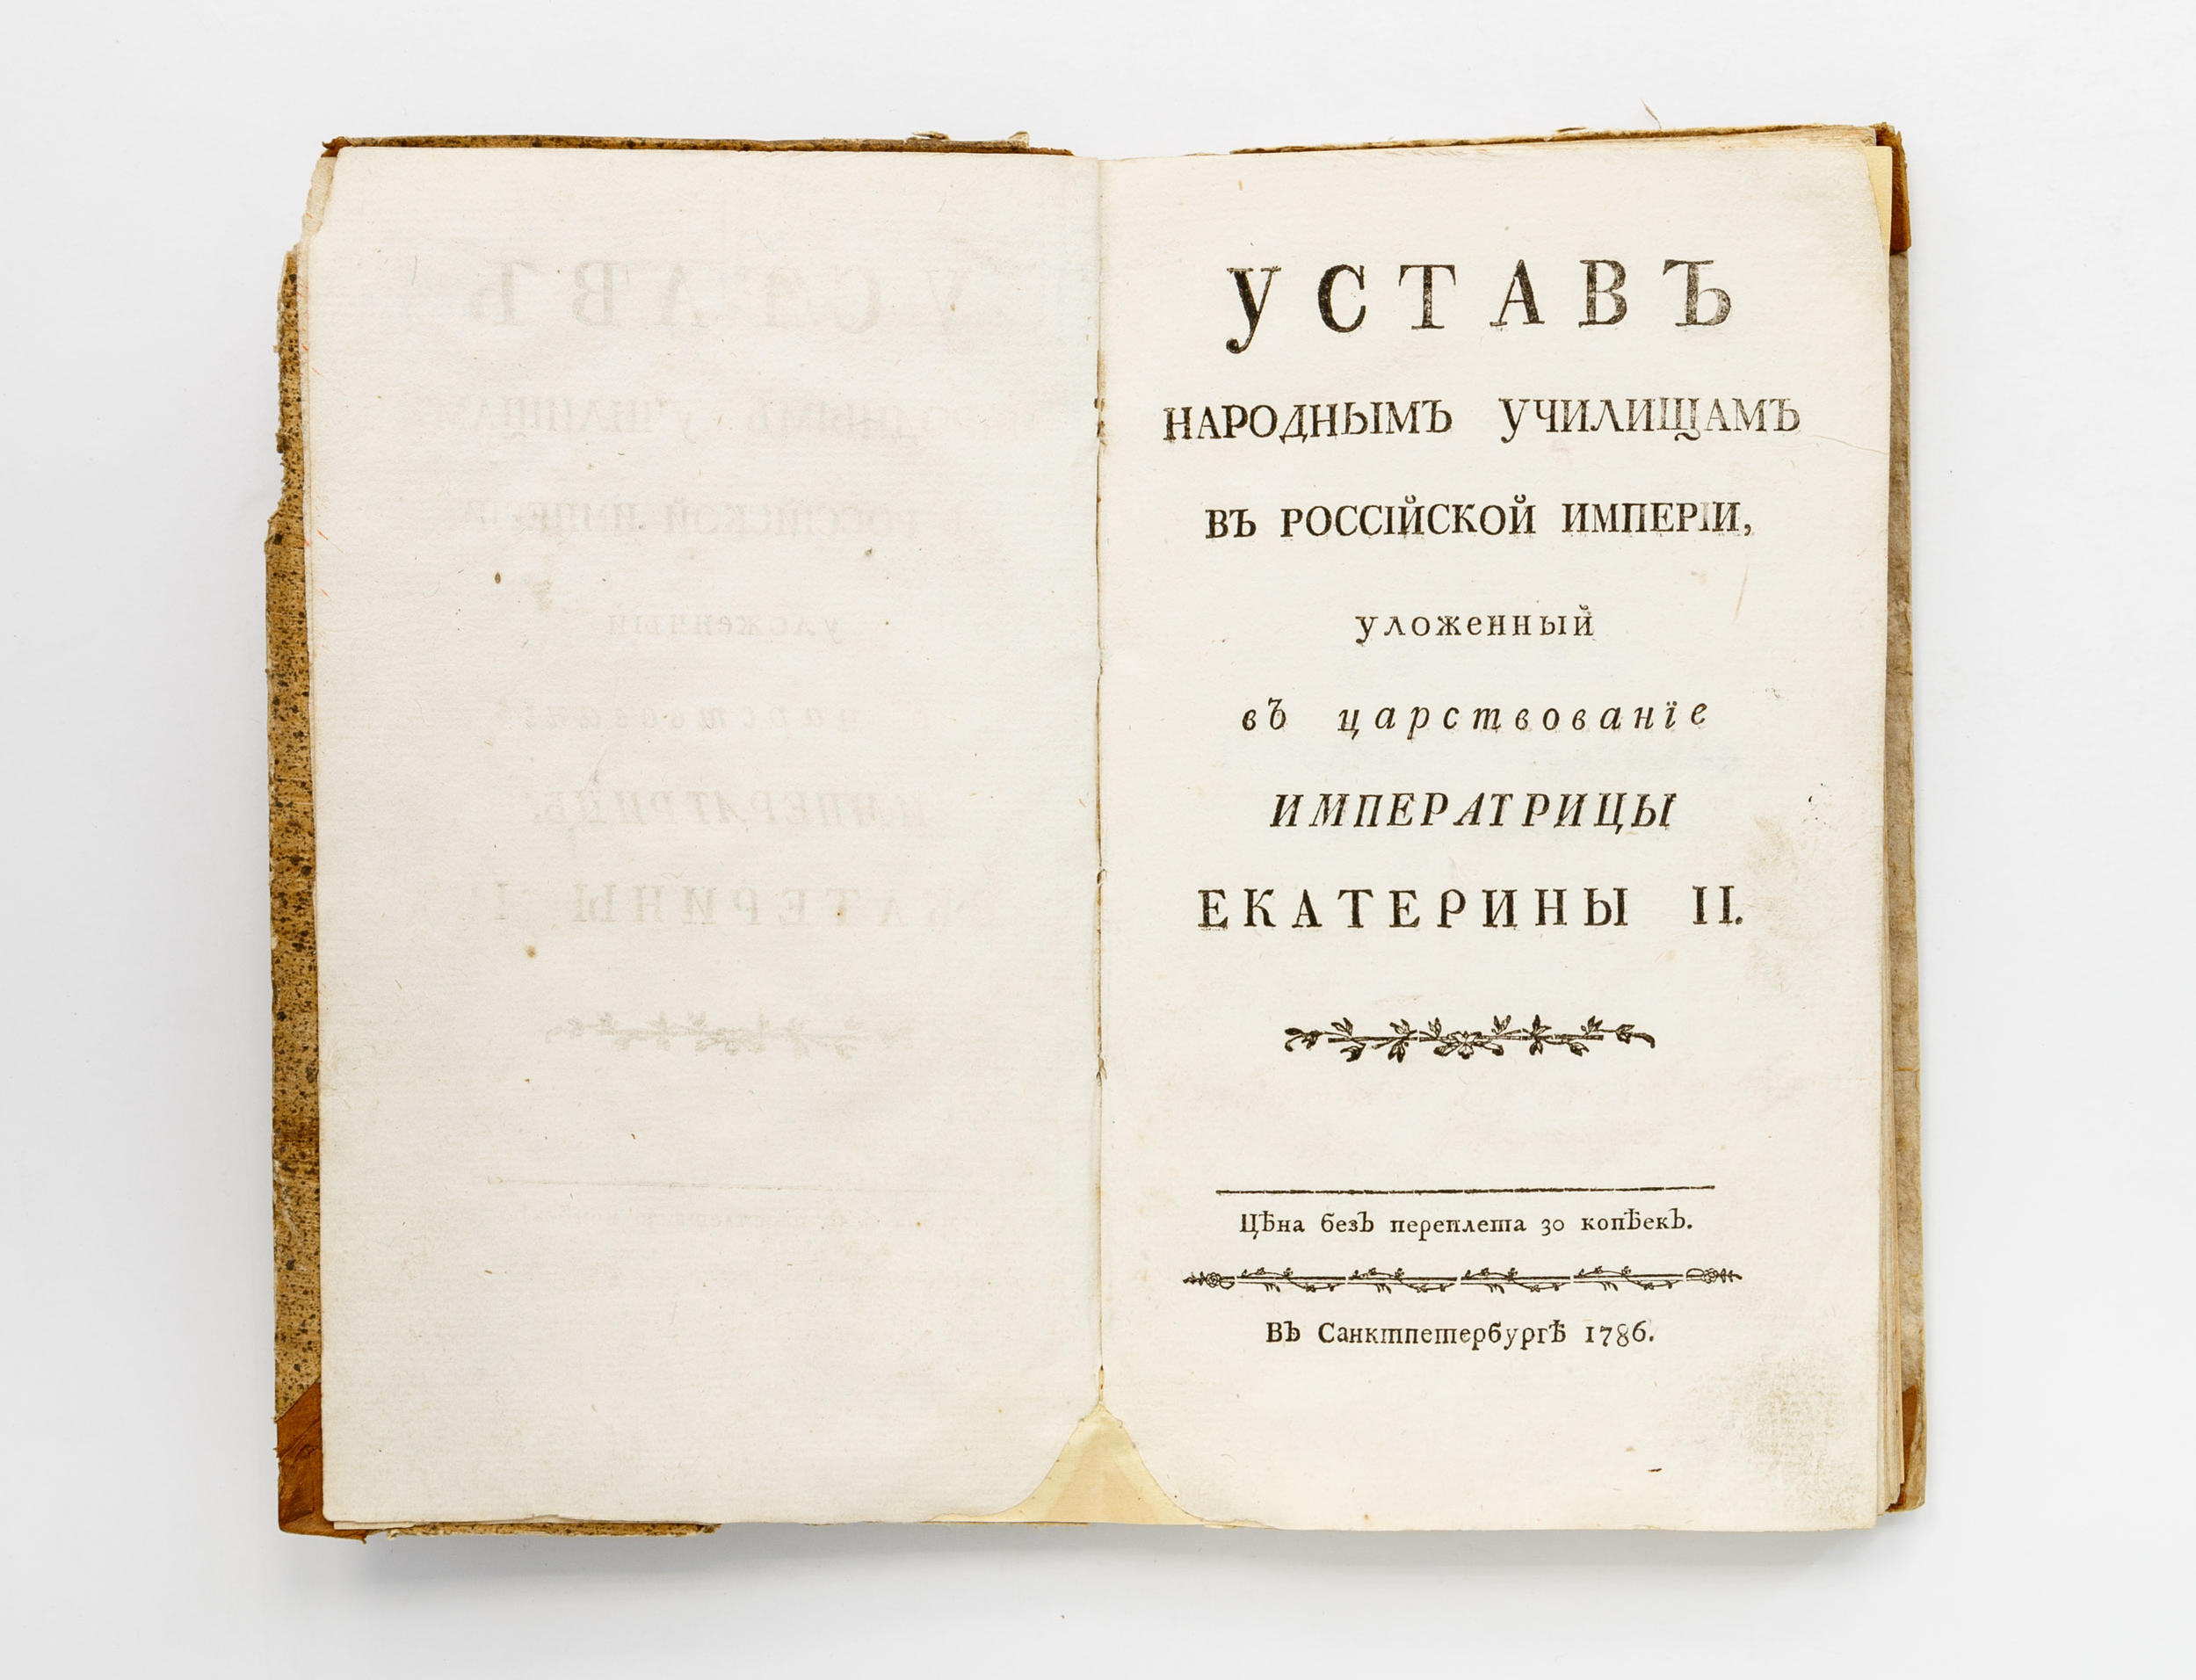 УСТАВЪ
НАРОДНЫМЪ УЧИЛИЩАМЪ
ВЪ РОССІЙСКОЙ ИМПЕРІИ,
уложенный
въ царствованїе
ИМПЕРАТРИЦЫ
ЕКАТЕРИНЫ II.
Цѣна безЪ переплета 30 копѣекЪ.
ВЪ Санктпетербургѣ 1786.